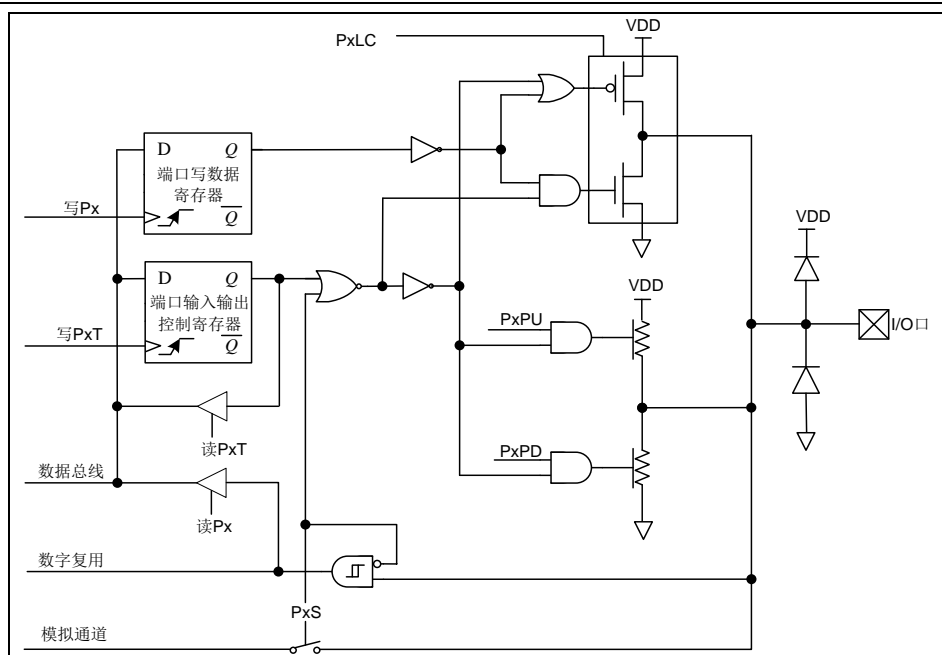 PxLC
VDD
D Q
端口写数据
寄存器
Q
写Px
D Q
端口输入输出
控制寄存器
Q
写PxT
VDD
PxPU
VDD
I/O口
读PxT
PxPD
数据总线
读Px
数字复用
PxS
模拟通道